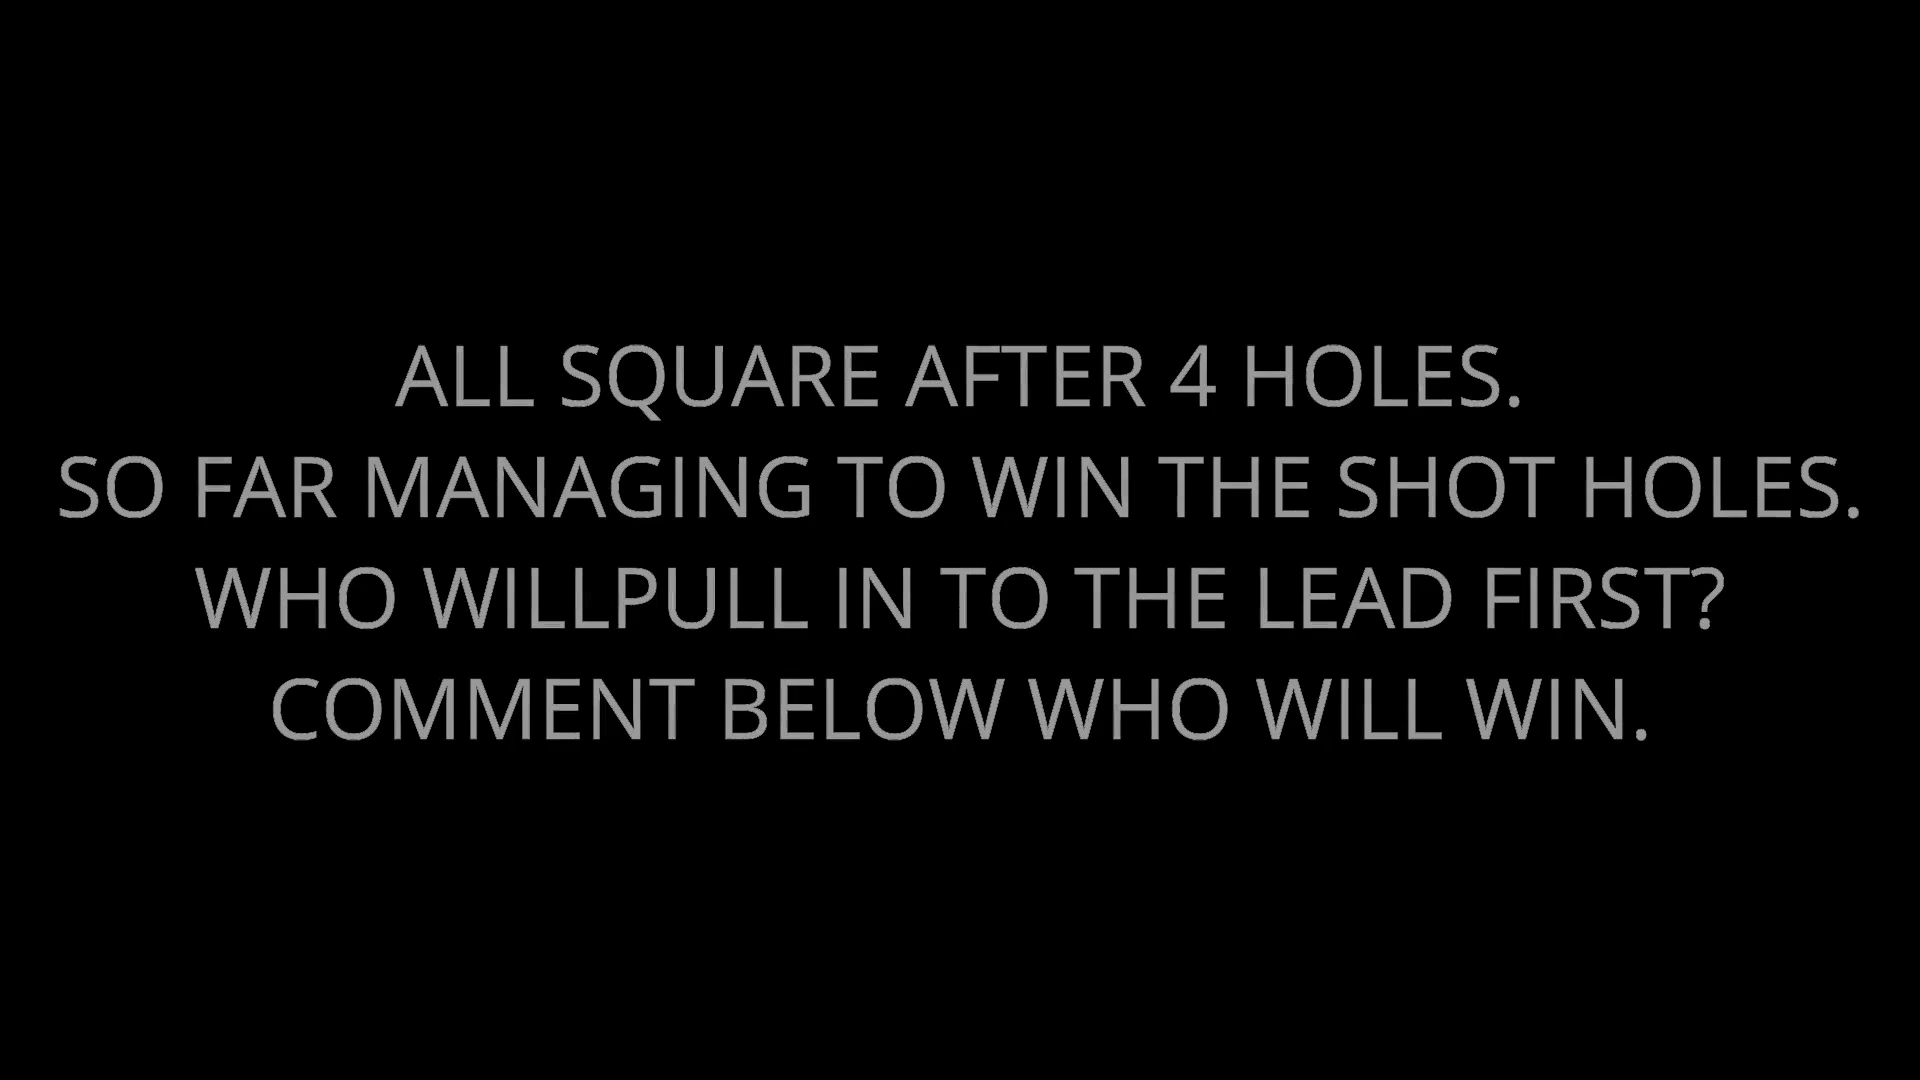 ALL SQUARE AFTER 4 HOLES.
SO FAR MANAGING TO WIN THE SHOT HOLES.
WHO WILLPULL IN TO THE LEAD FIRST?
COMMENT BELOW WHO WILL WIN.